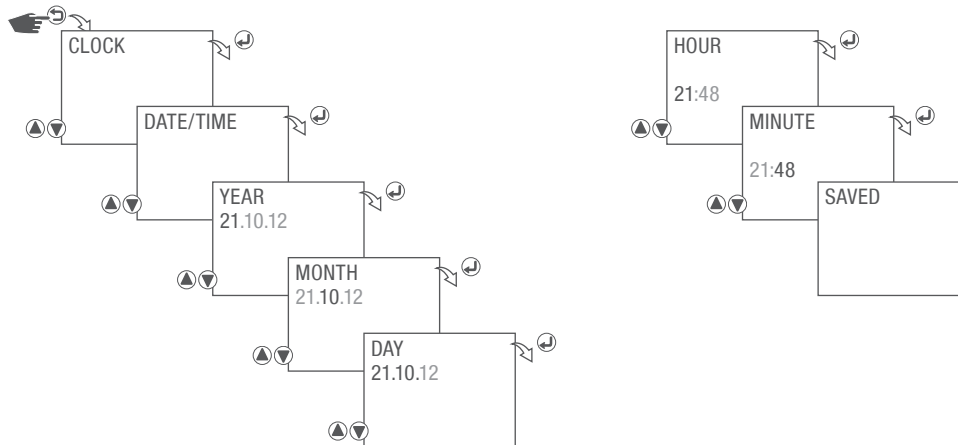 CLOCK
DATE/TIME
YEAR
21.10.12
MONTH
21.10.12
DAY
21.10.12
HOUR
21:48
MINUTE
21:48
SAVED